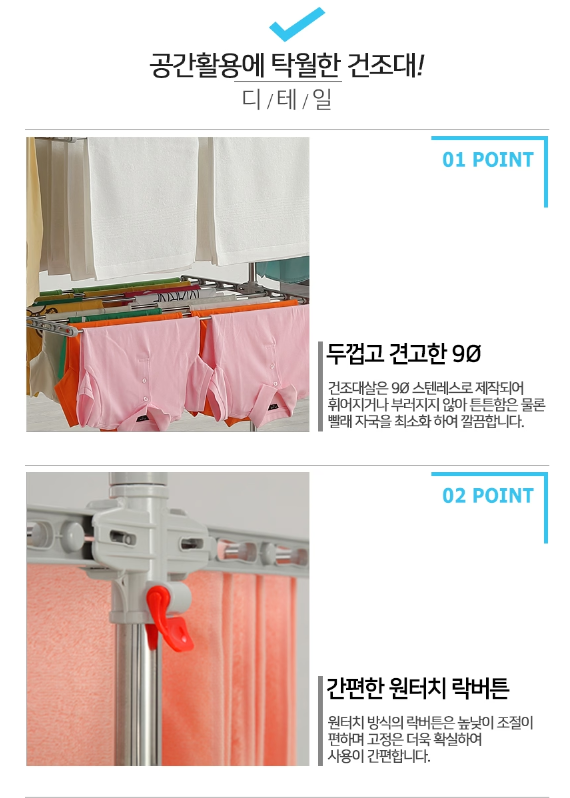 공간활용에 탁월한 건조대!
디/테일
01 POINT
두껍고 견고한 9Ø
건조대살은 9Ø 스텐레스로 제작되어
휘어지거나 부러지지 않아 튼튼함은 물론
빨래 자국을 최소화 하여 깔끔합니다.
02 POINT
간편한 원터치 락버튼
원터치 방식의 락버튼은 높낮이 조절이
편하며 고정은 더욱 확실하여
사용이 간편합니다.